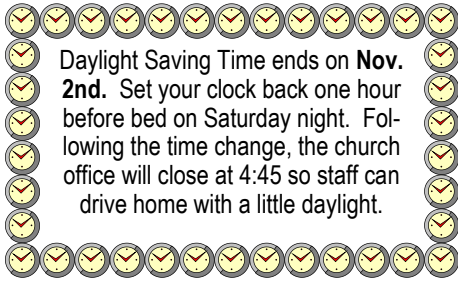 Daylight Saving Time ends on Nov.
2nd.  Set your clock back one hour
before bed on Saturday night.  Fol-
lowing the time change, the church
office will close at 4:45 so staff can
drive home with a little daylight.